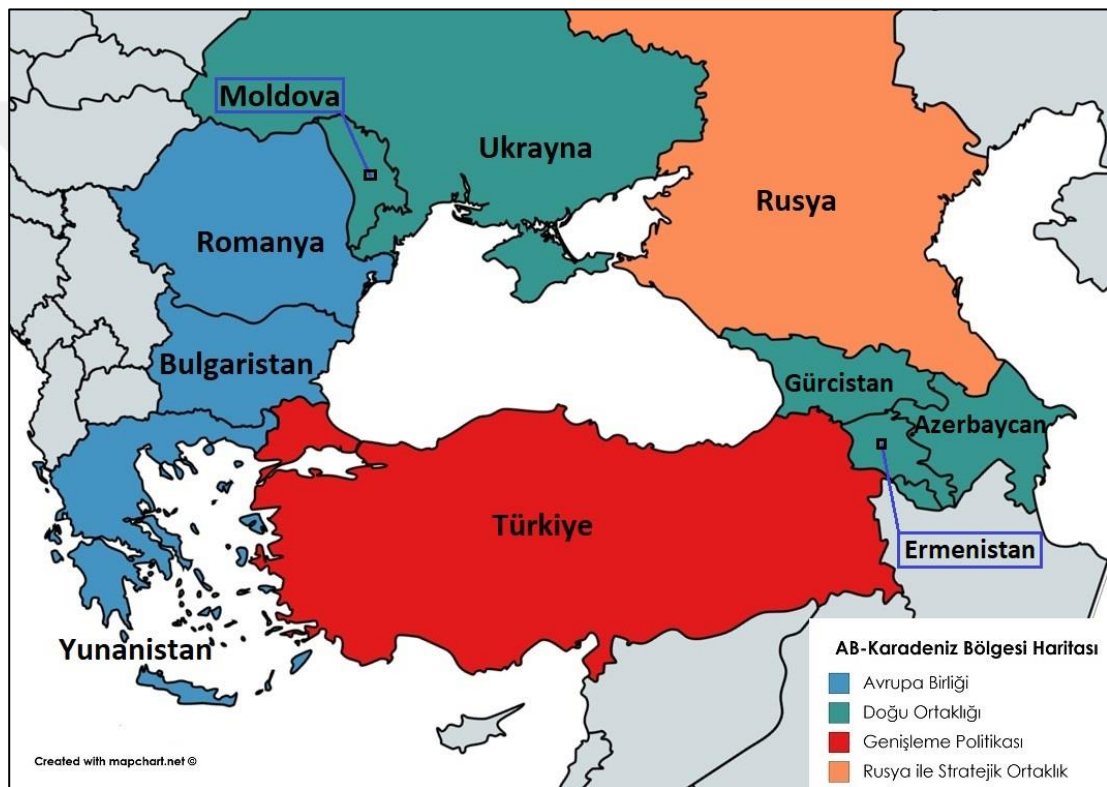 Moldova
Ukrayna
Rusya
Romanya
Bulgaristan
Gürcistan
Azerbaycan
Türkiye
Ermenistan
Yunanistan
AB-Karadeniz Bölgesi Haritası
Avrupa Birliği
Doğu Ortaklığı
Genişleme Politikası
Rusya ile Stratejik Ortaklık
Created with mapchart.net ©